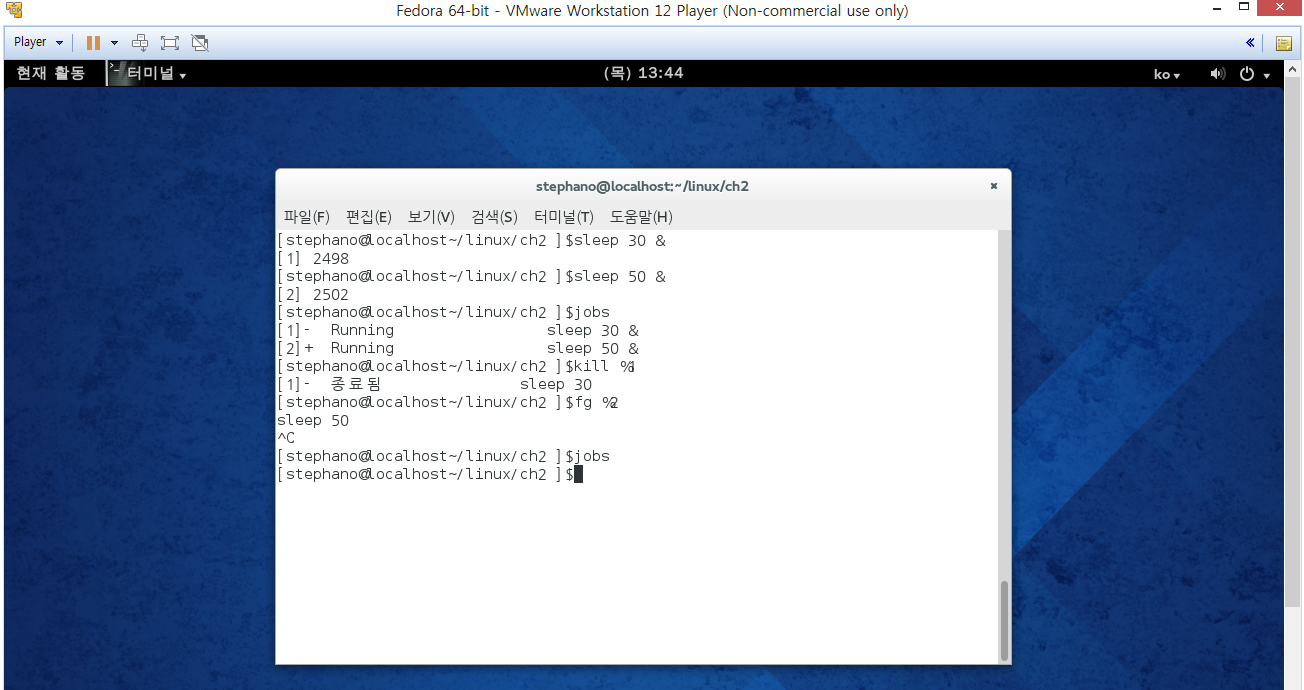 Fedora 64-bit - VMware Workstation 12 Player (Non-commercial use only)
Player
현재 활동 터미널 (목) 13:44 ko
stephano@localhost:~/linux/ch2
파일(F) 편집(E) 보기(V) 검색(S) 터미널(T) 도움말(H)
[stephano@localhost~/linux/ch2 ]$sleep 30 &
[1] 2498
[stephano@localhost~/linux/ch2 ]$sleep 50 &
[2] 2502
[stephano@localhost~/linux/ch2 ]$jobs
[1]-  Running                 sleep 30 &
[2]+  Running                 sleep 50 &
[stephano@localhost~/linux/ch2 ]$kill %1
[1]-  종료됨               sleep 30
[stephano@localhost~/linux/ch2 ]$fg %2
sleep 50
^C
[stephano@localhost~/linux/ch2 ]$jobs
[stephano@localhost~/linux/ch2 ]$